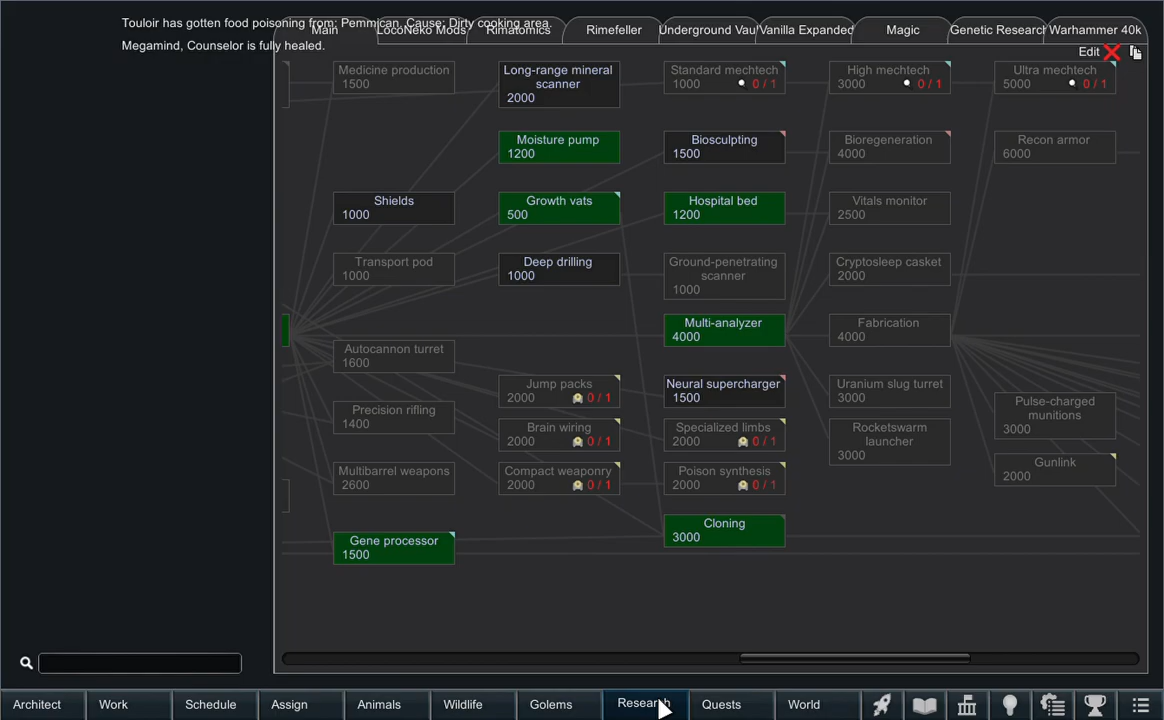 Touloir has gotten food poisoning from: Pemmican. Cause: Dirty cooking area.
Megamind, Counselor is fully healed.
Main LocoNeko Mods Rimatomics Rimefeller Underground Vau Vanilla Expanded Magic Genetic Research Warhammer 40k
Edit
Medicine production
1500
Long-range mineral
scanner
2000
Standard mechtech
1000 0 / 1
High mechtech
3000 0 / 1
Ultra mechtech
5000 0 / 1
Moisture pump
1200
Biosculpting
1500
Bioregeneration
4000
Recon armor
6000
Shields
1000
Growth vats
500
Hospital bed
1200
Vitals monitor
2500
Transport pod
1000
Deep drilling
1000
Ground-penetrating
scanner
1000
Cryptosleep casket
2000
Multi-analyzer
4000
Fabrication
4000
Autocannon turret
1600
Jump packs
2000 0 / 1
Neural supercharger
1500
Uranium slug turret
3000
Precision rifling
1400
Brain wiring
2000 0 / 1
Specialized limbs
2000 0 / 1
Rocketswarm
launcher
3000
Pulse-charged
munitions
3000
Multibarrel weapons
2600
Compact weaponry
2000 0 / 1
Poison synthesis
2000 0 / 1
Gunlink
2000
Gene processor
1500
Cloning
3000
Architect Work Schedule Assign Animals Wildlife Golems Research Quests World